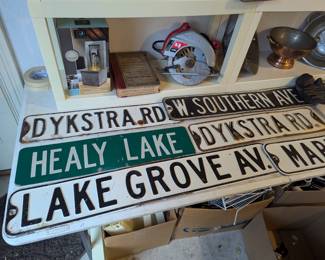 DYKSTRA.RD
W. SOUTHERN AVE
HEALY LAKE
DYKSTRA.RD
LAKE GROVE AV.
MAR